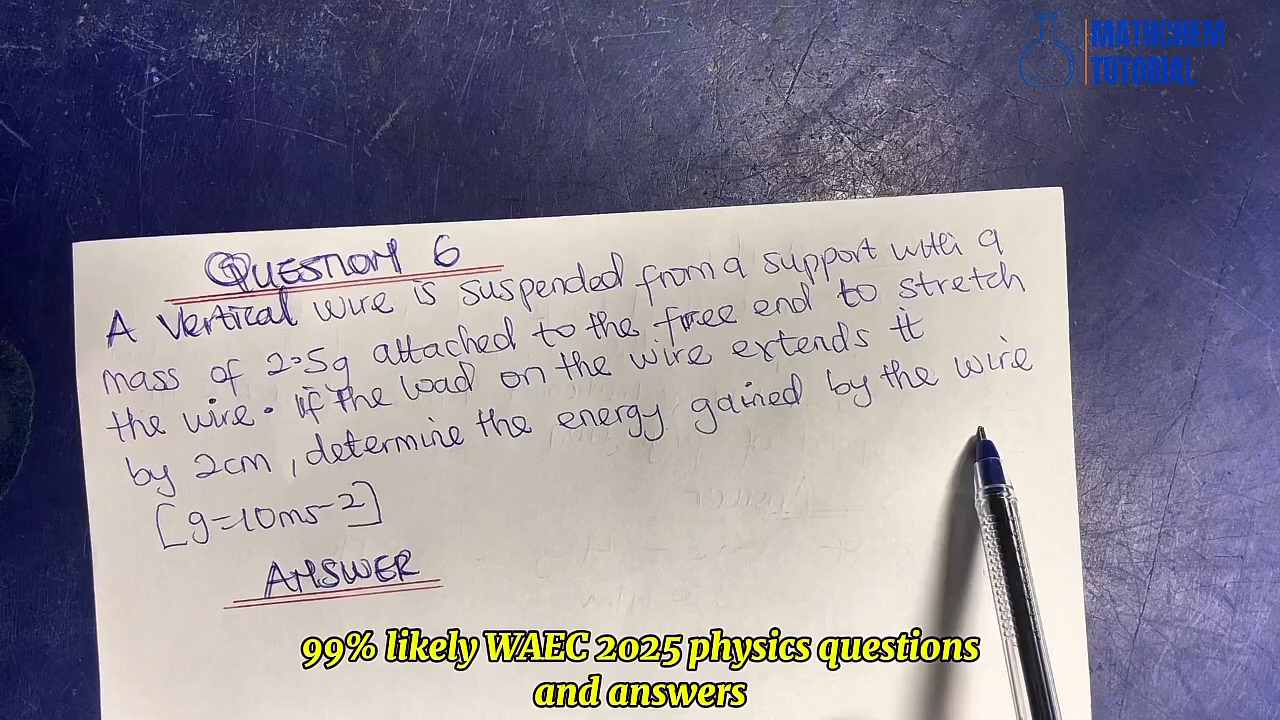 MATHCHEM
TUTORIAL
QUESTION 6
A vertical wire is suspended from a support with a
mass of 2.5g attached to the free end to stretch
the wire. if the load on the wire extends it
by 2cm, determine the energy gained by the wire
[g=10ms-2]
ANSWER
99% likely WAEC 2025 physics questions
and answers